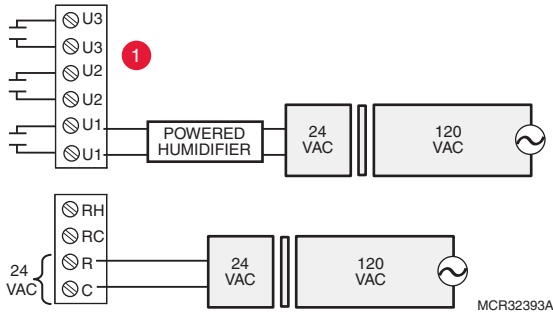 U3
U3
1
U2
U2
U1
U1
POWERED
HUMIDIFIER
24
VAC
120
VAC
RH
RC
R
C
24
VAC
24
VAC
120
VAC
MCR32393A